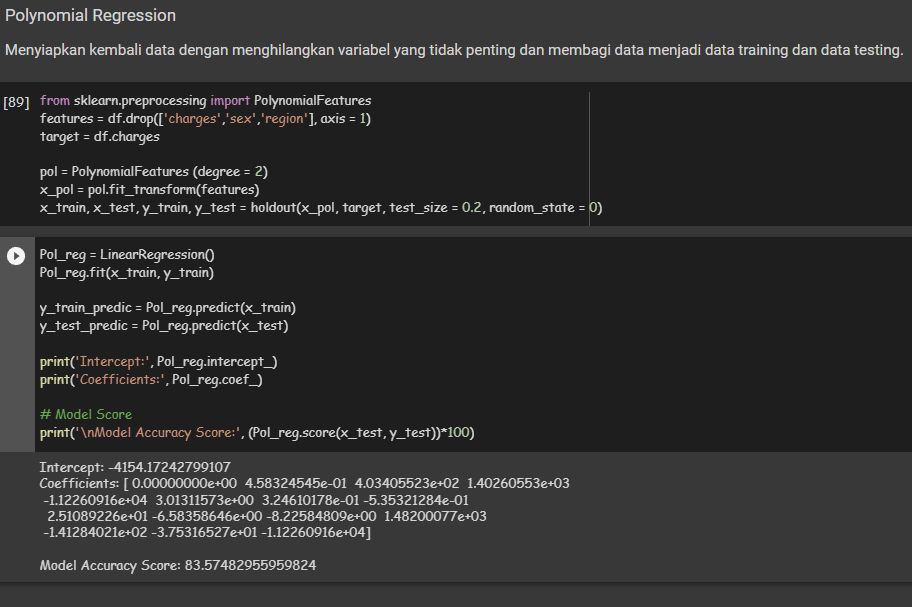 Polynomial Regression
Menyiapkan kembali data dengan menghilangkan variabel yang tidak penting dan membagi data menjadi data training dan data testing.
[89] from sklearn.preprocessing import PolynomialFeatures
features = df.drop(['charges','sex','region'], axis = 1)
target = df.charges
pol = PolynomialFeatures (degree = 2)
x_pol = pol.fit_transform(features)
x_train, x_test, y_train, y_test = holdout(x_pol, target, test_size = 0.2, random_state = 0)
Pol_reg = LinearRegression()
Pol_reg.fit(x_train, y_train)
y_train_predic = Pol_reg.predict(x_train)
y_test_predic = Pol_reg.predict(x_test)
print('Intercept:', Pol_reg.intercept_)
print('Coefficients:', Pol_reg.coef_)
# Model Score
print('\nModel Accuracy Score:', (Pol_reg.score(x_test, y_test))*100)
Intercept: -4154.17242799107
Coefficients: [ 0.00000000e+00 4.58324545e-01 4.03405523e+02 1.40260553e+03
-1.12260916e+04 3.01311573e+00 3.24610178e-01 -5.35321284e-01
2.51089226e+01 -6.58358646e+00 -8.22584809e+00 1.48200077e+03
-1.41284021e+02 -3.75316527e+01 -1.12260916e+04]
Model Accuracy Score: 83.57482955959824